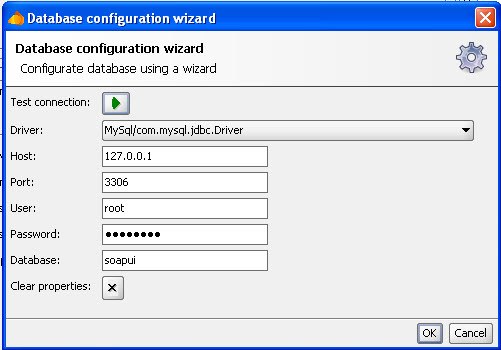 Database configuration wizard
Database configuration wizard
Configurate database using a wizard
Test connection:
Driver: MySql/com.mysql.jdbc.Driver
Host: 127.0.0.1
Port: 3306
User: root
Password: ●●●●●●●●
Database: soapui
Clear properties:
OK Cancel